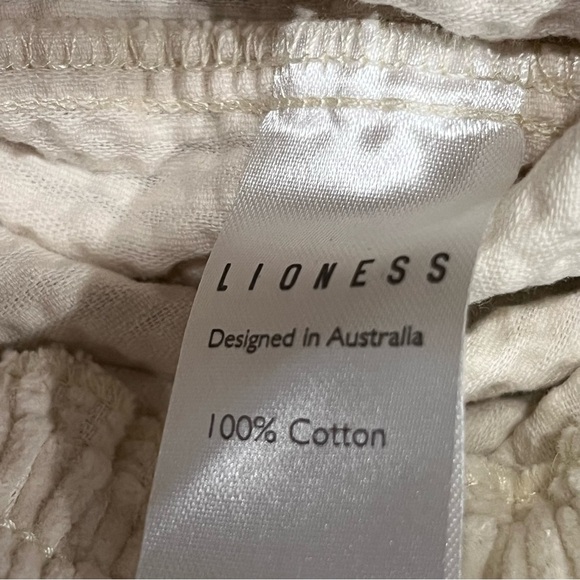 LIONESS
Designed in Australia
100% Cotton